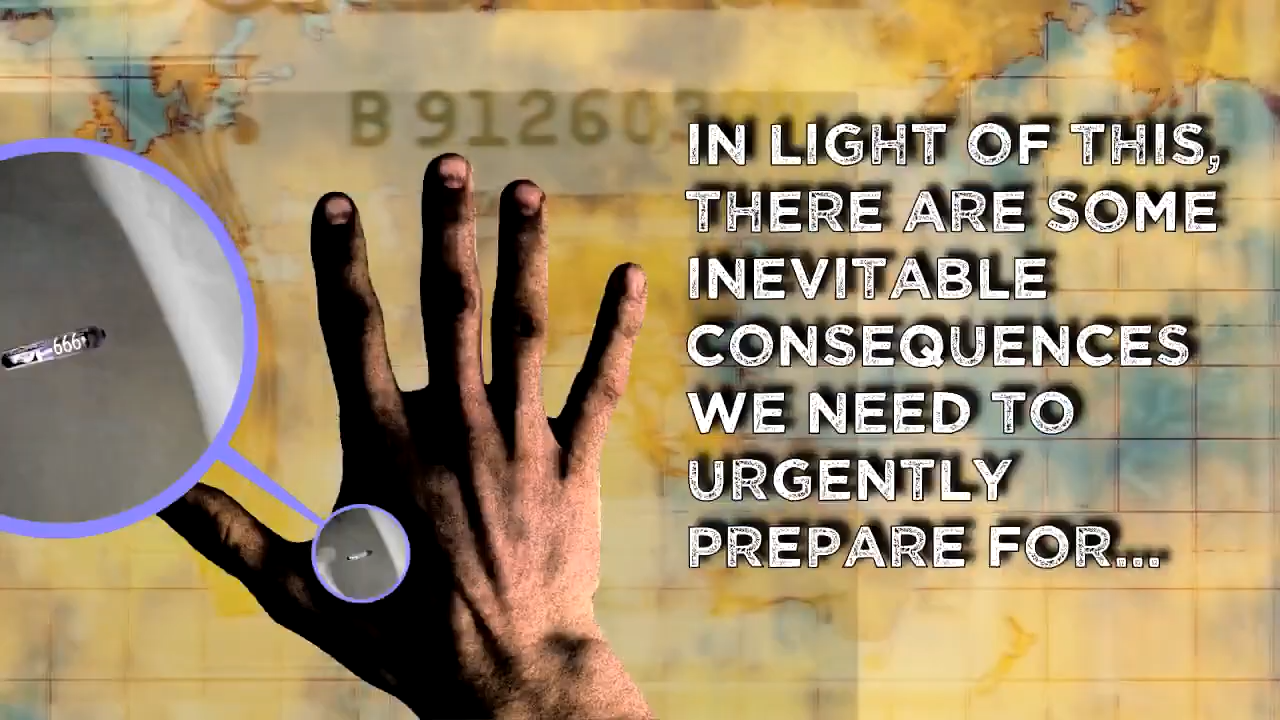 B 912603
IN LIGHT OF THIS,
THERE ARE SOME
INEVITABLE
CONSEQUENCES
WE NEED TO
URGENTLY
PREPARE FOR...
666